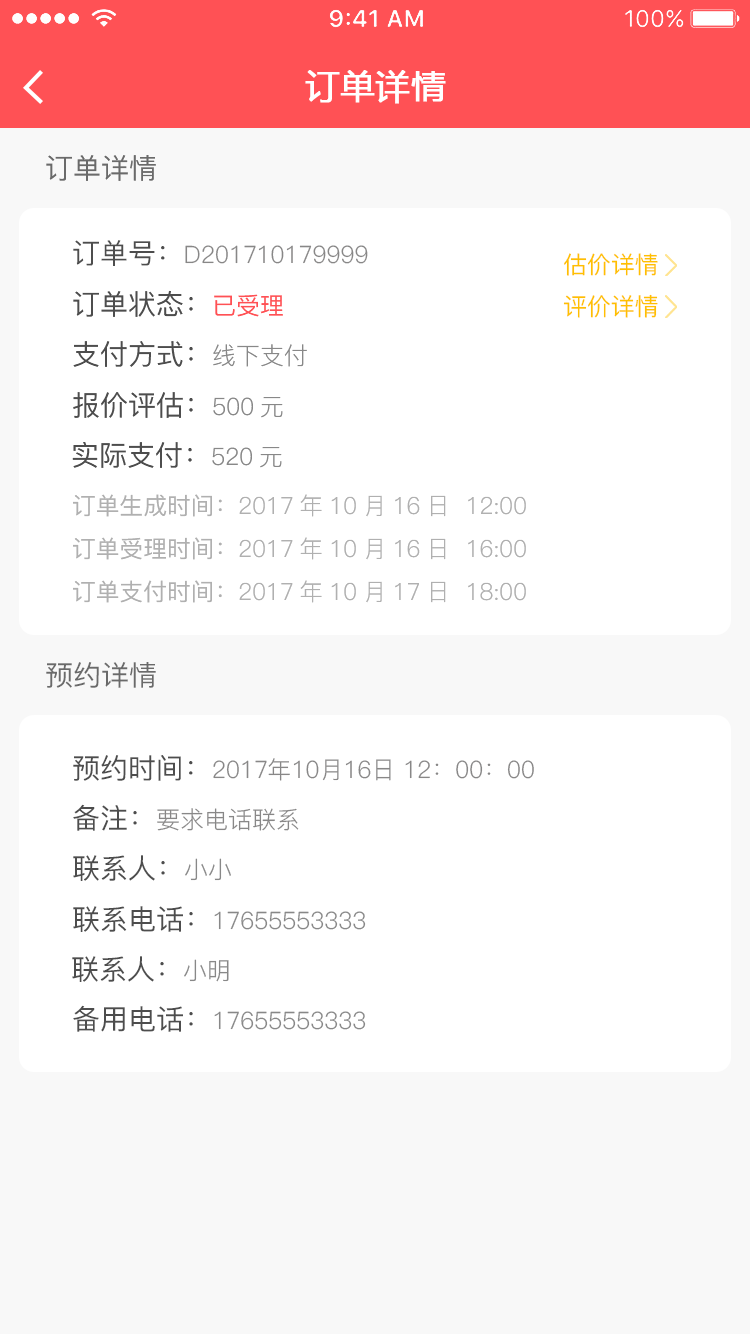 9:41 AM 100%
订单详情
订单详情
订单号：D201710179999
估价详情
订单状态：已受理
评价详情
支付方式：线下支付
报价评估：500 元
实际支付：520 元
订单生成时间：2017 年 10 月 16 日 12:00
订单受理时间：2017 年 10 月 16 日 16:00
订单支付时间：2017 年 10 月 17 日 18:00
预约详情
预约时间：2017年10月16日 12：00：00
备注：要求电话联系
联系人：小小
联系电话：17655553333
联系人：小明
备用电话：17655553333